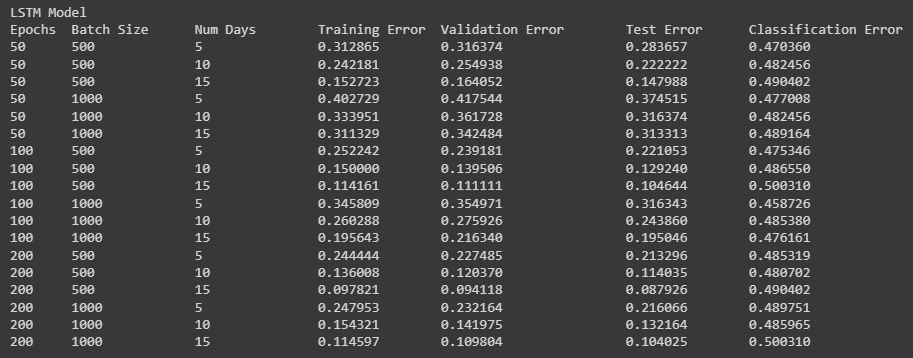 LSTM Model
Epochs Batch Size Num Days Training Error Validation Error Test Error Classification Error
50 500 5 0.312865 0.316374 0.283657 0.470360
50 500 10 0.242181 0.254938 0.222222 0.482456
50 500 15 0.152723 0.164052 0.147988 0.490402
50 1000 5 0.402729 0.417544 0.374515 0.477008
50 1000 10 0.333951 0.361728 0.316374 0.482456
50 1000 15 0.311329 0.342484 0.313313 0.489164
100 500 5 0.252242 0.239181 0.221053 0.475346
100 500 10 0.150000 0.139506 0.129240 0.486550
100 500 15 0.114161 0.111111 0.104644 0.500310
100 1000 5 0.345809 0.354971 0.316343 0.458726
100 1000 10 0.260288 0.275926 0.243860 0.485380
100 1000 15 0.195643 0.216340 0.195046 0.476161
200 500 5 0.244444 0.227485 0.213296 0.485319
200 500 10 0.136008 0.120370 0.114035 0.480702
200 500 15 0.097821 0.094118 0.087926 0.490402
200 1000 5 0.247953 0.232164 0.216066 0.489751
200 1000 10 0.154321 0.141975 0.132164 0.485965
200 1000 15 0.114597 0.109804 0.104025 0.500310